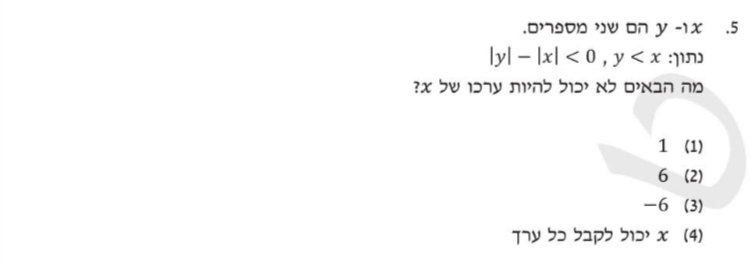 5. x ו- y הם שני מספרים.
נתון: |y| − |x| < 0 , y < x
מה הבאים לא יכול להיות ערכו של x?
(1) 1
(2) 6
(3) −6
(4) x יכול לקבל כל ערך